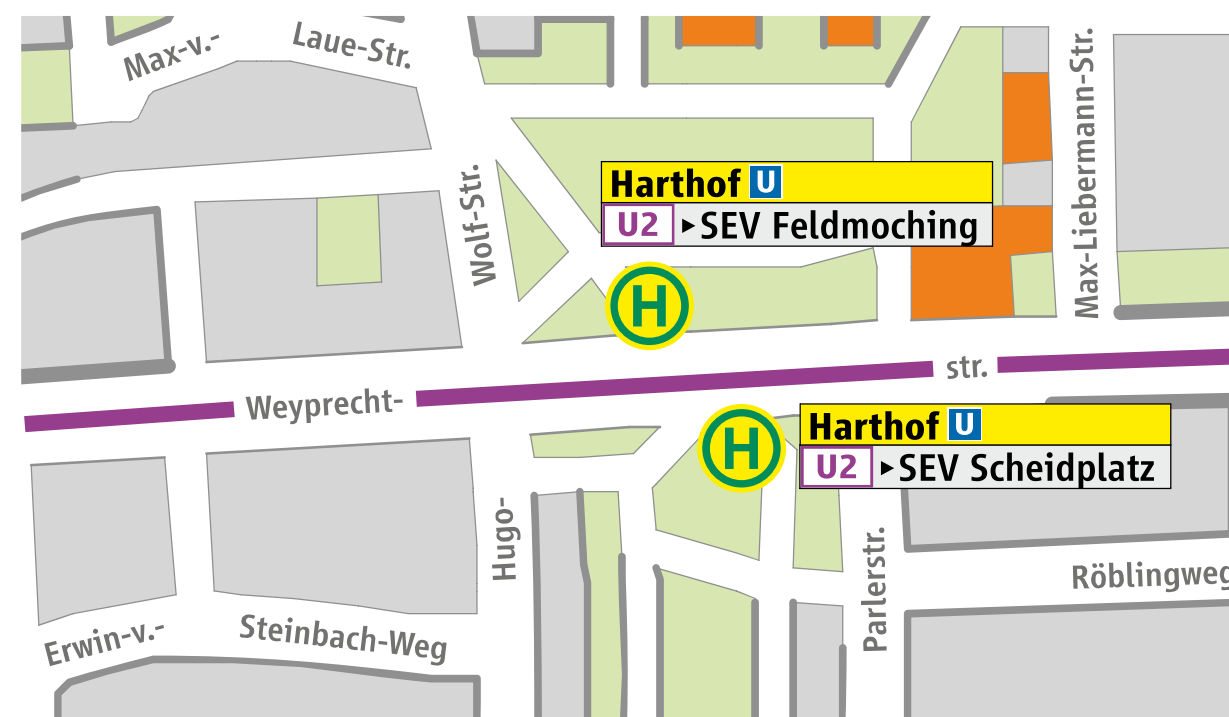 Max-v.-
Laue-Str.
Wolf-Str.
Max-Liebermann-Str.
Harthof U
U2 ▸SEV Feldmoching
H
Weyprecht-
str.
H
Harthof U
U2 ▸SEV Scheidplatz
Hugo-
Parlerstr.
Röblingweg
Erwin-v.-
Steinbach-Weg